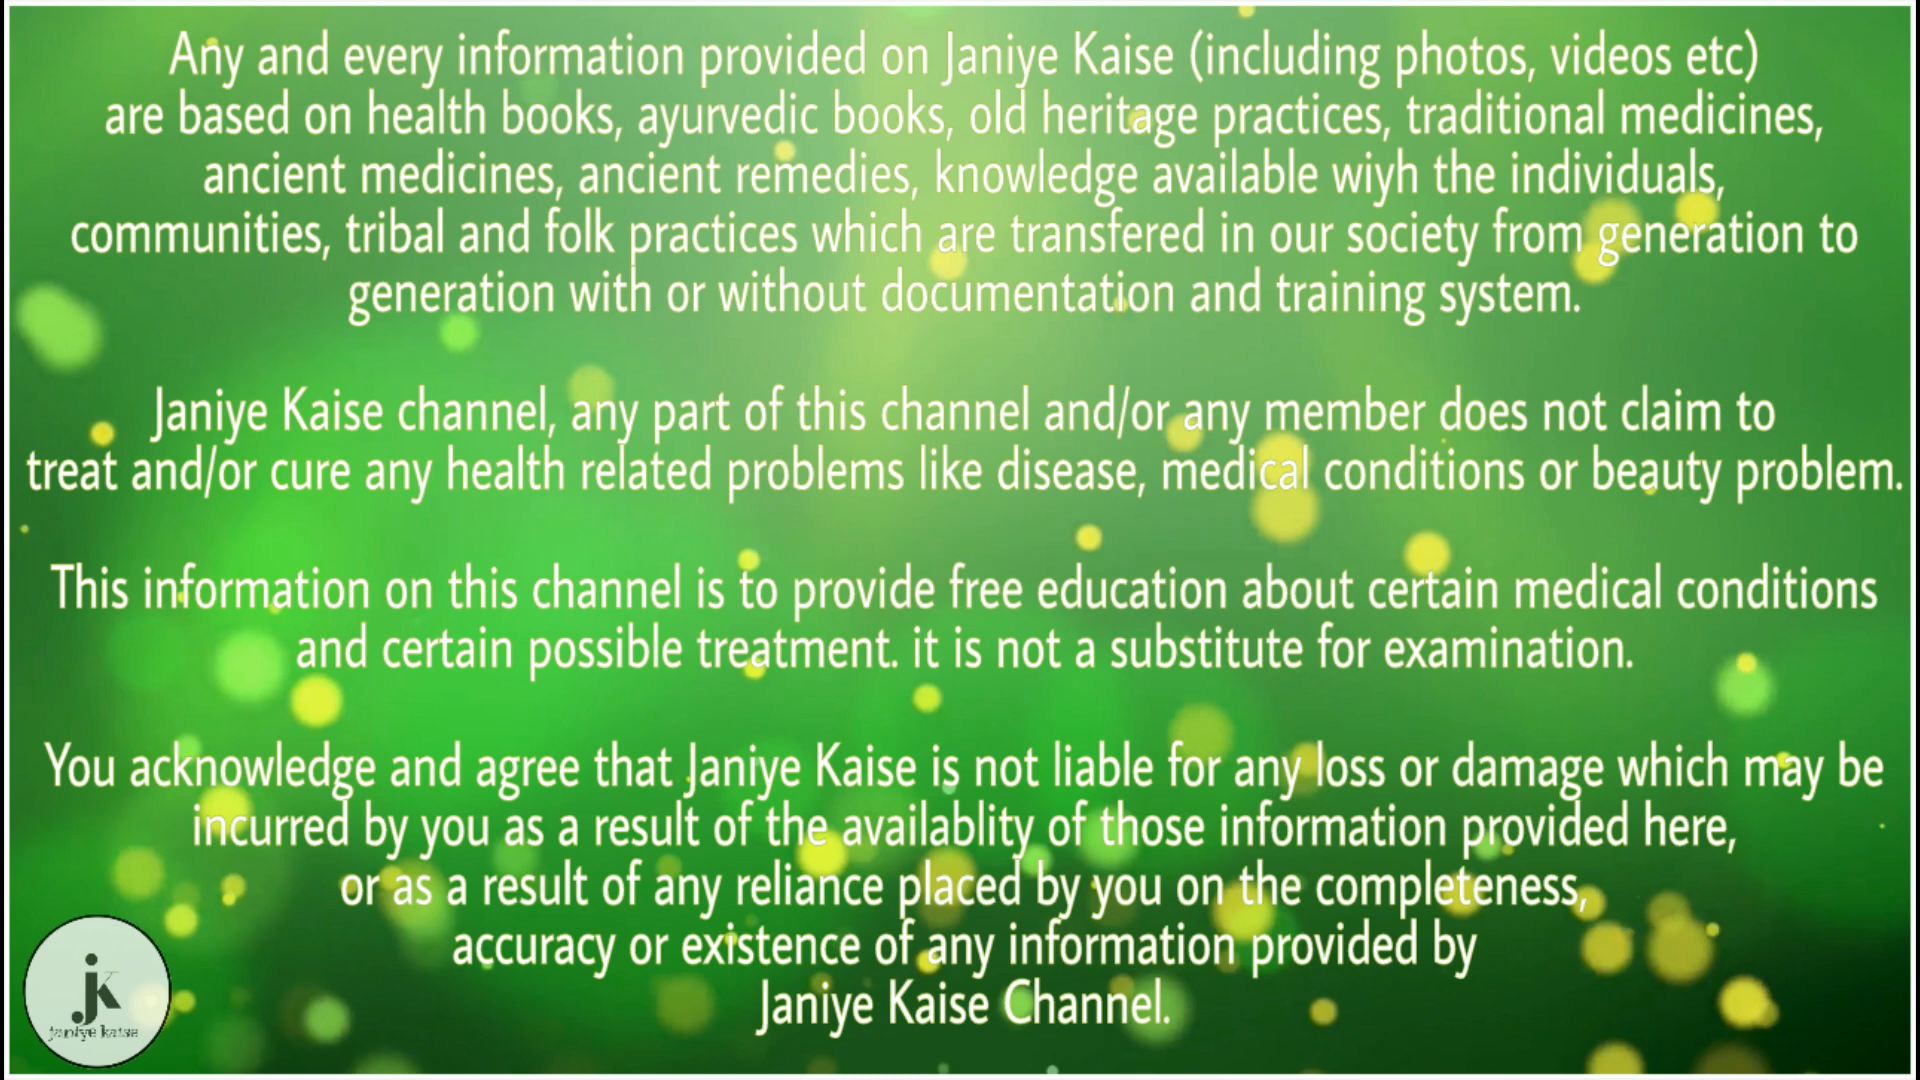 Any and every information provided on Janiye Kaise (including photos, videos etc)
are based on health books, ayurvedic books, old heritage practices, traditional medicines,
ancient medicines, ancient remedies, knowledge available wiyh the individuals,
communities, tribal and folk practices which are transfered in our society from generation to
generation with or without documentation and training system.
Janiye Kaise channel, any part of this channel and/or any member does not claim to
treat and/or cure any health related problems like disease, medical conditions or beauty problem.
This information on this channel is to provide free education about certain medical conditions
and certain possible treatment. it is not a substitute for examination.
You acknowledge and agree that Janiye Kaise is not liable for any loss or damage which may be
incurred by you as a result of the availablity of those information provided here,
or as a result of any reliance placed by you on the completeness,
accuracy or existence of any information provided by
Janiye Kaise Channel.
jk
janiye kaise